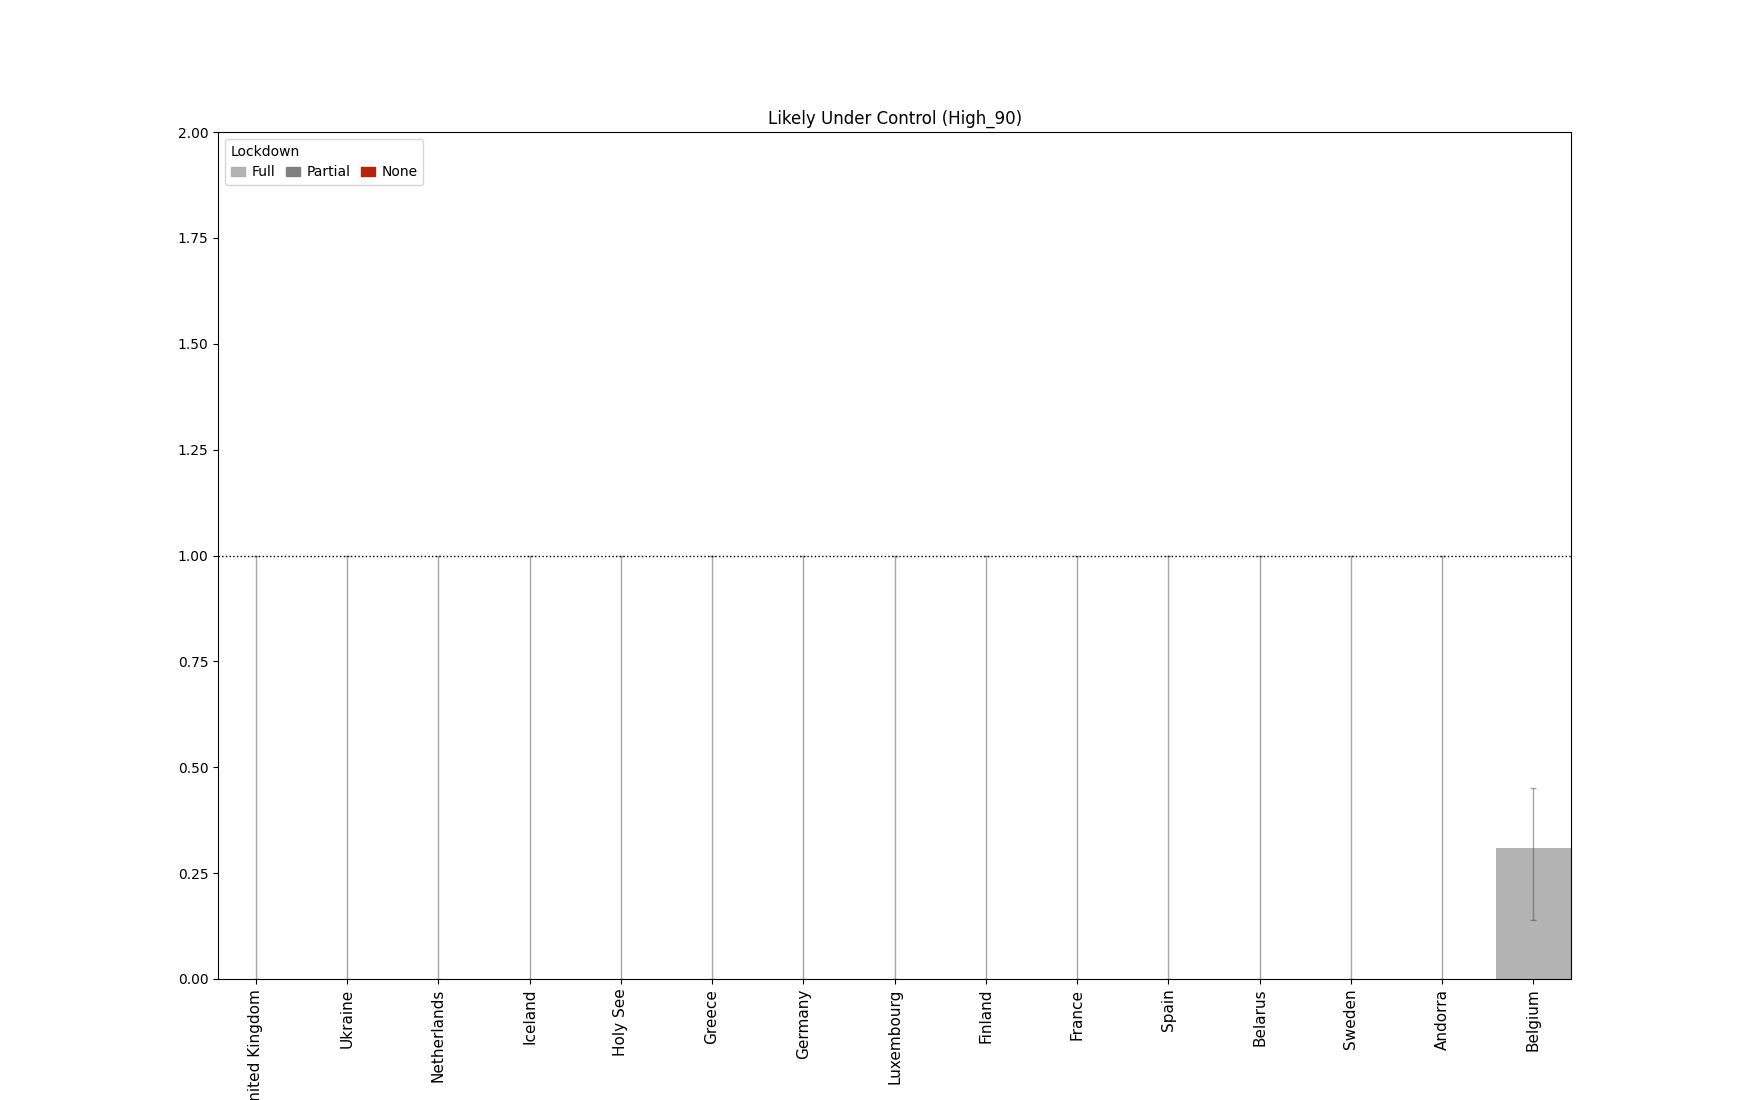 Likely Under Control (High_90)
Lockdown
Full Partial None
2.00
1.75
1.50
1.25
1.00
0.75
0.50
0.25
0.00
nited Kingdom
Ukraine
Netherlands
Iceland
Holy See
Greece
Germany
Luxembourg
Finland
France
Spain
Belarus
Sweden
Andorra
Belgium